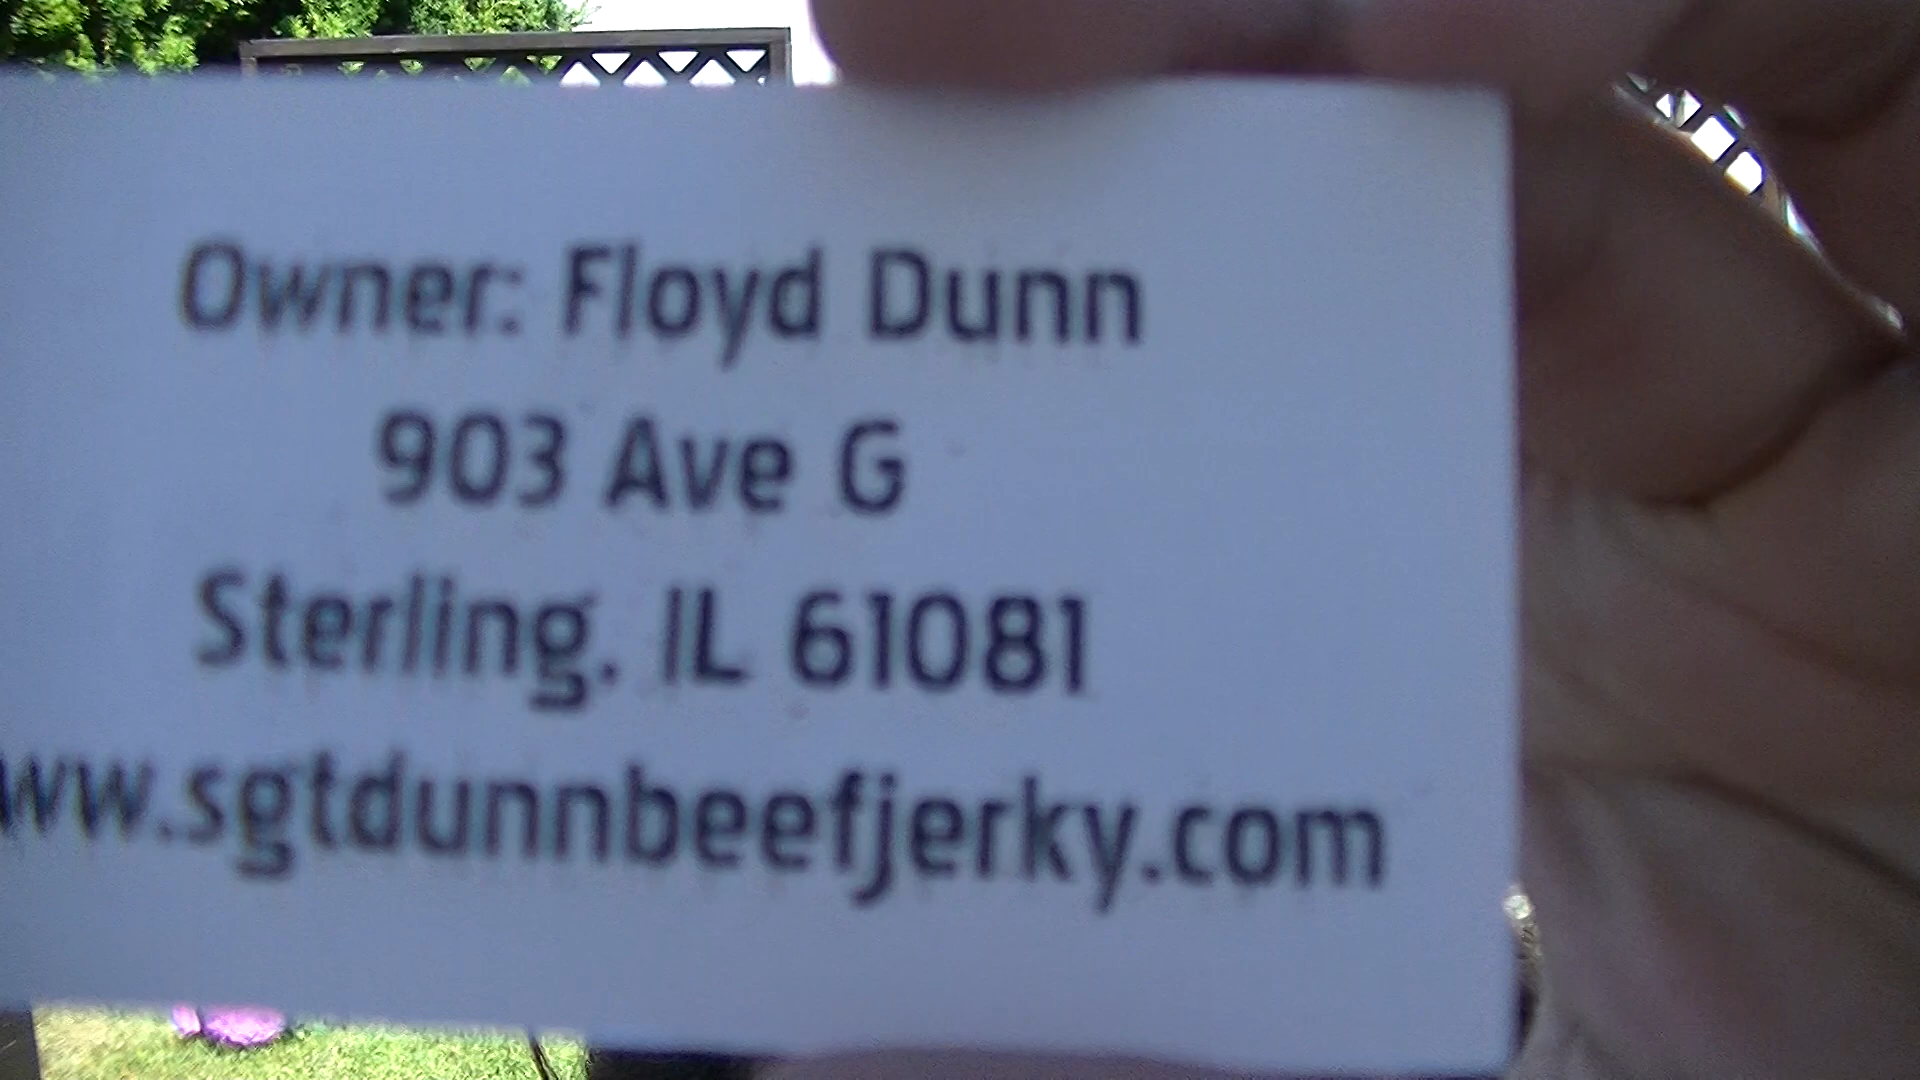 Owner: Floyd Dunn
903 Ave G
Sterling, IL 61081
ww.sgtdunnbeefjerky.com